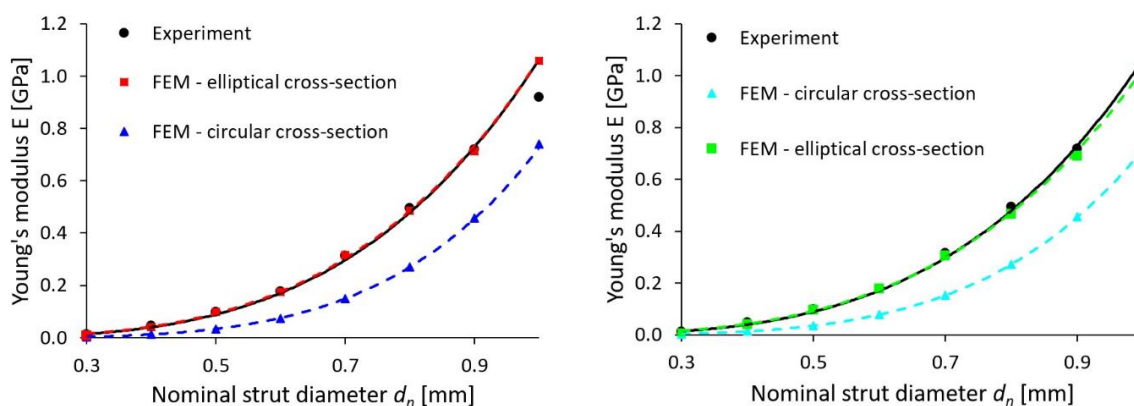 Young's modulus E [GPa]
1.2
1.0
0.8
0.6
0.4
0.2
0.0
Experiment
FEM - elliptical cross-section
FEM - circular cross-section
0.3
0.5
0.7
0.9
Nominal strut diameter dn [mm]
Young's modulus E [GPa]
1.2
1.0
0.8
0.6
0.4
0.2
0.0
Experiment
FEM - circular cross-section
FEM - elliptical cross-section
0.3
0.5
0.7
0.9
Nominal strut diameter dn [mm]